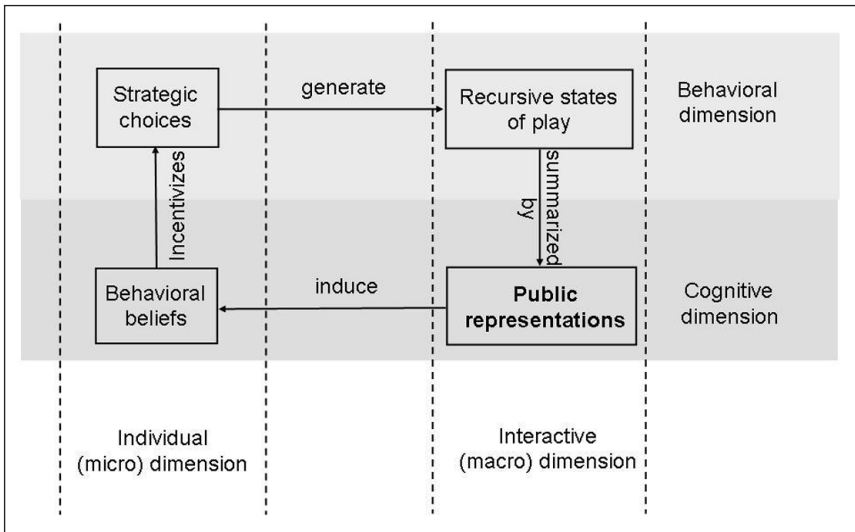 Strategic
choices
generate
Recursive states
of play
Behavioral
dimension
Incentivizes
summarized
by
Behavioral
beliefs
induce
Public
representations
Cognitive
dimension
Individual
(micro) dimension
Interactive
(macro) dimension